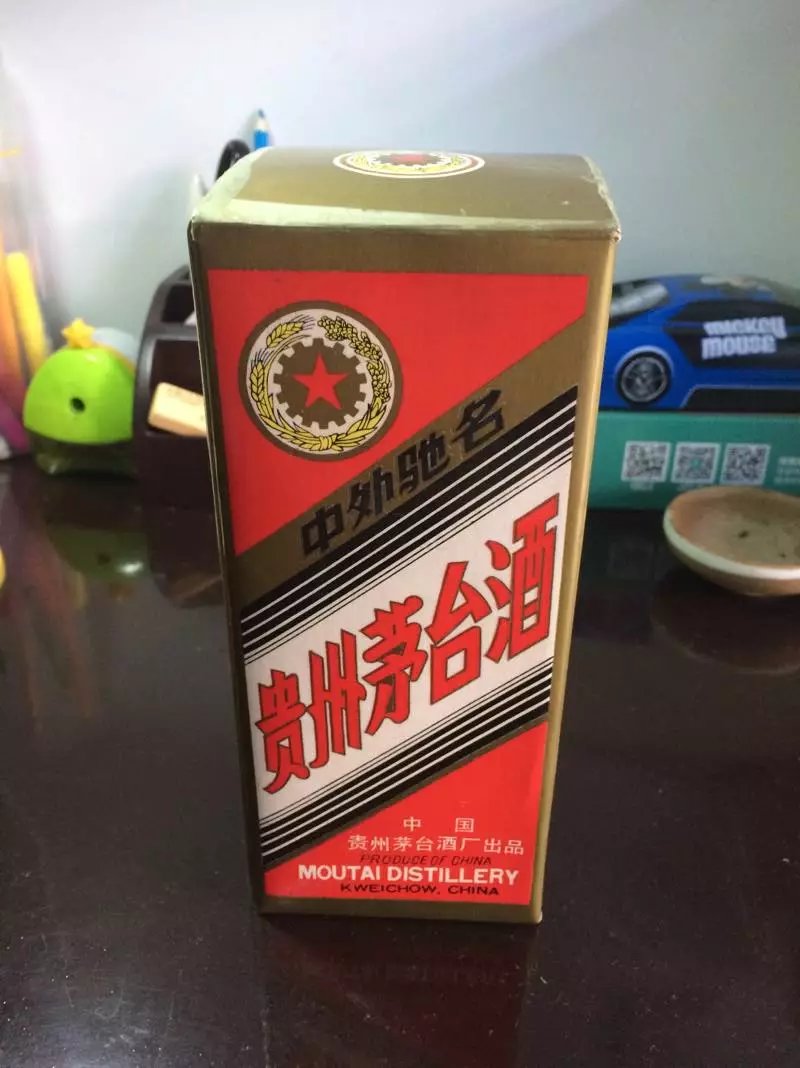 中外驰名
贵州茅台酒
中国
贵州茅台酒厂出品
PRODUCE OF CHINA
MOUTAI DISTILLERY
KWEICHOW, CHINA
MICKEY
MOUSE